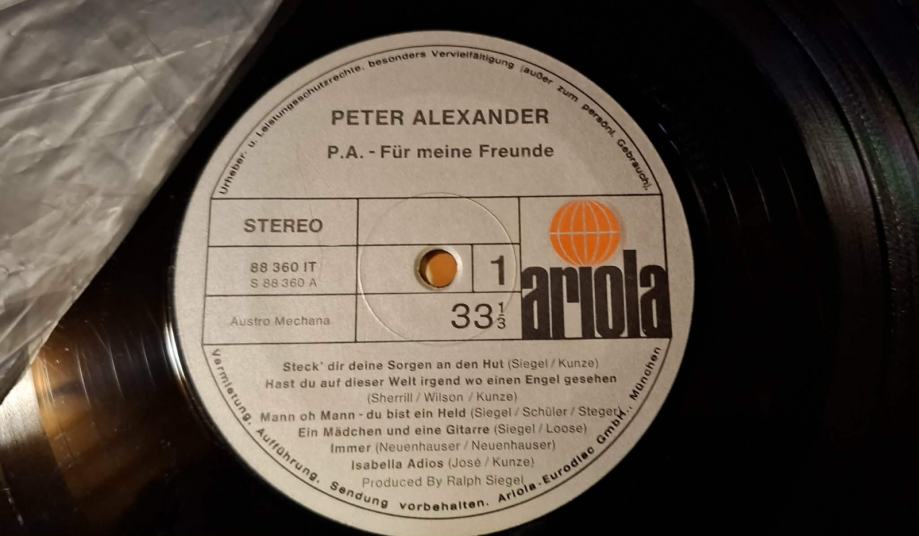 Urheber. u. Leistungsschutzrechte, besonders Vervielfältigung (außer zum persönl. Gebrauch),
PETER ALEXANDER
P.A. - Für meine Freunde
STEREO
88 360 IT
S 88 360 A
1
ariola
Austro Mechana
33⅓
Steck' dir deine Sorgen an den Hut (Siegel / Kunze)
Hast du auf dieser Welt irgend wo einen Engel gesehen
(Sherrill / Wilson / Kunze)
Mann oh Mann - du bist ein Held (Siegel / Schüler / Steger)
Ein Mädchen und eine Gitarre (Siegel / Loose)
Immer (Neuenhauser / Neuenhauser)
Isabella Adios (José / Kunze)
Produced By Ralph Siegel
Vermietung, Aufführung, Sendung vorbehalten. Ariola-Eurodisc GmbH., München